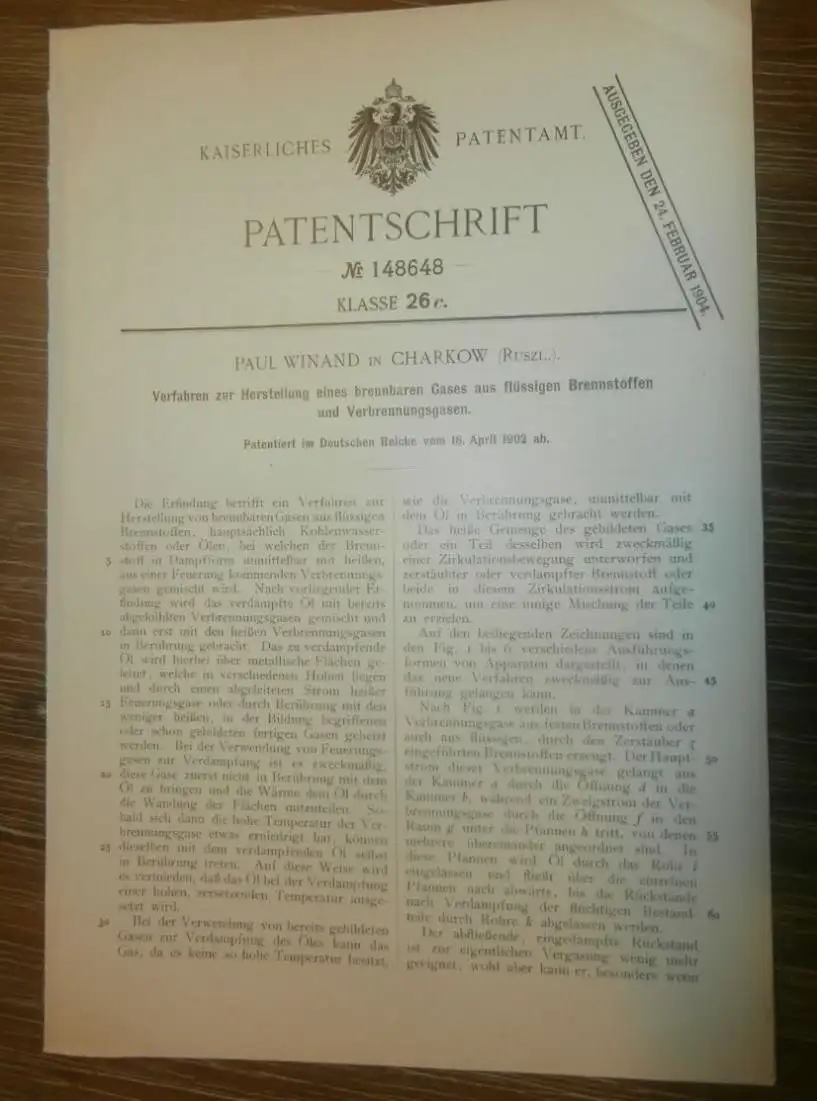 KAISERLICHES PATENTAMT.
AUSGEGEBEN DEN 24. FEBRUAR 1904.
PATENTSCHRIFT
№ 148648
KLASSE 26 c.
PAUL WINAND IN CHARKOW (RUSZL.).
Verfahren zur Herstellung eines brennbaren Gases aus flüssigen Brennstoffen
und Verbrennungsgasen.
Patentiert im Deutschen Reiche vom 16. April 1902 ab.
Die Erfindung betrifft ein Verfahren zur
Herstellung von brennbaren Gasen aus flüssigen
Brennstoffen, hauptsächlich Kohlenwasser-
stoffen oder Ölen, bei welchen der Brenn-
5 stoff in Dampfform unmittelbar mit heißen,
aus einer Feuerung kommenden Verbrennungs-
gasen gemischt wird. Nach vorliegender Er-
findung wird das verdampfte Öl mit bereits
abgekühlten Verbrennungsgasen gemischt und
10 dann erst mit den heißen Verbrennungsgasen
in Berührung gebracht. Das zu verdampfende
Öl wird hierbei über metallische Flächen ge-
leitet, welche in verschiedenen Höhen liegen
und durch einen abgeleiteten Strom heißer
15 Feuerungsgase oder durch Berührung mit den
weniger heißen, in der Bildung begriffenen
oder schon gebildeten fertigen Gasen geheizt
werden. Bei der Verwendung von Feuerungs-
gasen zur Verdampfung ist es zweckmäßig,
20 diese Gase zuerst nicht in Berührung mit dem
Öl zu bringen und die Wärme dem Öl durch
die Wandung der Flächen mitzuteilen. So-
bald sich dann die hohe Temperatur der Ver-
brennungsgase etwas erniedrigt hat, können
25 dieselben mit dem verdampfenden Öl selbst
in Berührung treten. Auf diese Weise wird
es vermieden, daß das Öl bei der Verdampfung
einer hohen, zersetzenden Temperatur ausge-
setzt wird.
30 Bei der Verwendung von bereits gebildeten
Gasen zur Verdampfung des Öles kann das
Gas, da es keine so hohe Temperatur besitzt,
wie die Verbrennungsgase, unmittelbar mit
dem Öl in Berührung gebracht werden.
Das heiße Gemenge des gebildeten Gases 35
oder ein Teil desselben wird zweckmäßig
einer Zirkulationsbewegung unterworfen und
zerstäubter oder verdampfter Brennstoff oder
beide in diesem Zirkulationsstrom aufge-
nommen, um eine innige Mischung der Teile 40
zu erzielen.
Auf den beiliegenden Zeichnungen sind in
den Fig. 1 bis 6 verschiedene Ausführungs-
formen von Apparaten dargestellt, in denen
das neue Verfahren zweckmäßig zur Aus- 45
führung gelangen kann.
Nach Fig. 1 werden in der Kammer a
Verbrennungsgase aus festen Brennstoffen oder
auch aus flüssigen, durch den Zerstäuber ζ
eingeführten Brennstoffen erzeugt. Der Haupt- 50
strom dieser Verbrennungsgase gelangt aus
der Kammer a durch die Öffnung d in die
Kammer b, während ein Zweigstrom der Ver-
brennungsgase durch die Öffnung f in den
Raum g unter die Pfannen h tritt, von denen 55
mehrere übereinander angeordnet sind. In
diese Pfannen wird Öl durch das Rohr i
eingelassen und fließt über die einzelnen
Pfannen nach abwärts, bis die Rückstände
nach Verdampfung der flüchtigen Bestand- 60
teile durch Rohre k abgelassen werden.
Der abfließende, eingedampfte Rückstand
ist zur eigentlichen Vergasung wenig mehr
geeignet, wohl aber kann er, besonders wenn